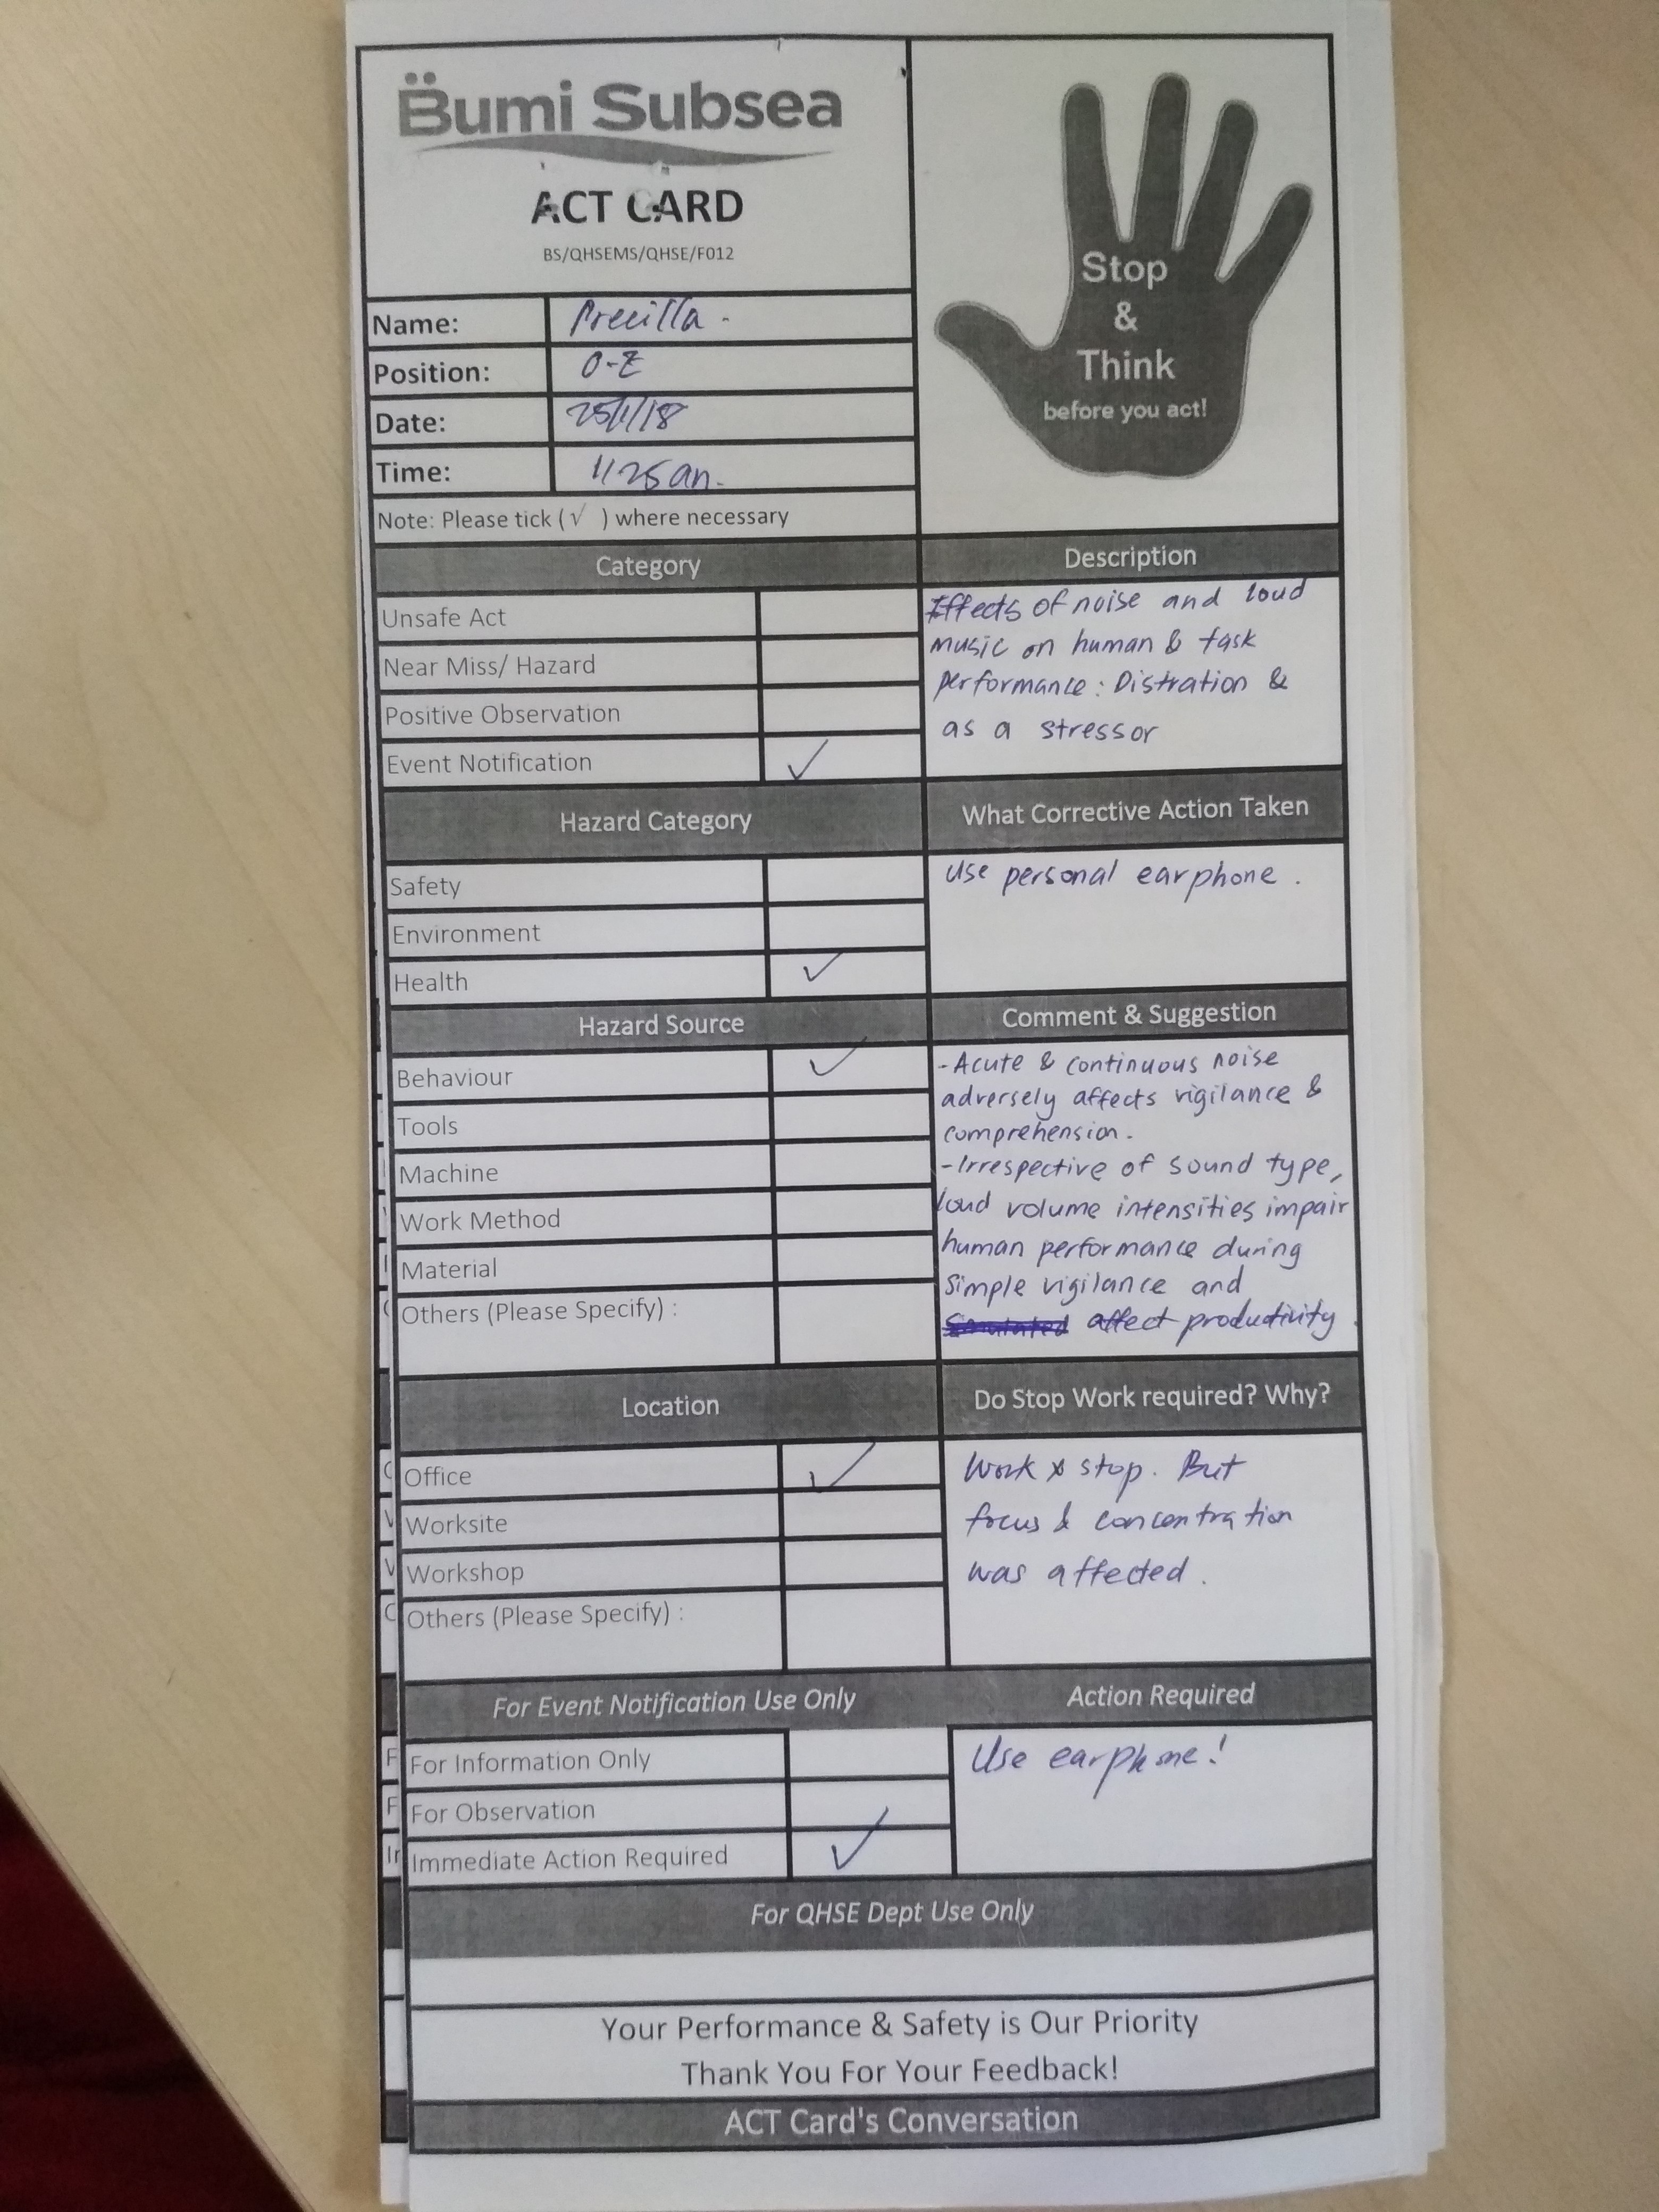 Bumi Subsea
ACT CARD
BS/QHSEMS/QHSE/F012
Stop
&
Think
before you act!
Name: Precilla -
Position: O-E
Date: 25/1/18
Time: 1125 am.
Note: Please tick (√ ) where necessary
Category
Unsafe Act
Near Miss/ Hazard
Positive Observation
Event Notification ✓
Description
Effects of noise and loud
music on human & task
performance : Distration &
as a stressor
Hazard Category
Safety
Environment
Health ✓
What Corrective Action Taken
Use personal earphone .
Hazard Source
Behaviour ✓
Tools
Machine
Work Method
Material
Others (Please Specify) :
Comment & Suggestion
- Acute & continuous noise
adversely affects vigilance &
comprehension.
- Irrespective of sound type,
loud volume intensities impair
human performance during
simple vigilance and
affect productivity .
Location
Office ✓
Worksite
Workshop
Others (Please Specify) :
Do Stop Work required? Why?
Work x stop. But
focus & concentration
was affected .
For Event Notification Use Only
For Information Only
For Observation
Immediate Action Required ✓
Action Required
Use earphone!
For QHSE Dept Use Only
Your Performance & Safety is Our Priority
Thank You For Your Feedback!
ACT Card's Conversation